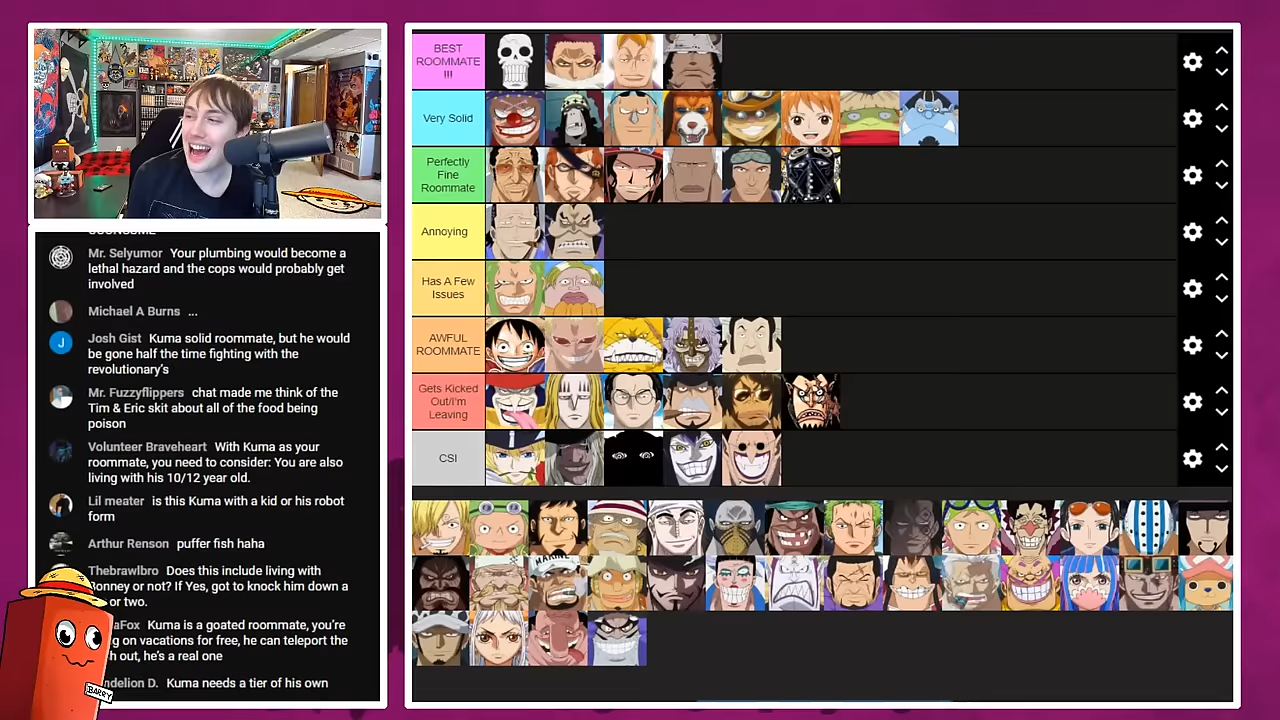 BEST
ROOMMATE
!!!
Very Solid
Perfectly
Fine
Roommate
Annoying
Has A Few
Issues
AWFUL
ROOMMATE
Gets Kicked
Out/I'm
Leaving
CSI
Mr. Selyumor Your plumbing would become a
lethal hazard and the cops would probably get
involved
Michael A Burns ...
J
Josh Gist Kuma solid roommate, but he would
be gone half the time fighting with the
revolutionary's
Mr. Fuzzyflippers chat made me think of the
Tim & Eric skit about all of the food being
poison
Volunteer Braveheart With Kuma as your
roommate, you need to consider: You are also
living with his 10/12 year old.
Lil meater is this Kuma with a kid or his robot
form
Arthur Renson puffer fish haha
Thebrawlbro Does this include living with
Bonney or not? If Yes, got to knock him down a
or two.
Kuma is a goated roommate, you're
on vacations for free, he can teleport the
out, he's a real one
Kuma needs a tier of his own
BARRY
MARINE